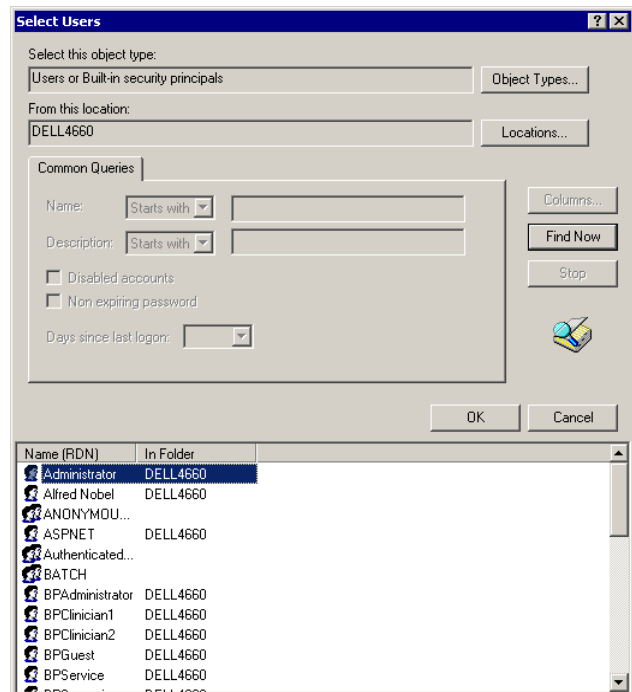 Select Users
Select this object type:
Users or Built-in security principals
Object Types...
From this location:
DELL4660
Locations...
Common Queries
Name:
Starts with
Columns...
Description:
Starts with
Find Now
Disabled accounts
Stop
Non expiring password
Days since last logon:
OK
Cancel
Name (RDN) In Folder
Administrator DELL4660
Alfred Nobel DELL4660
ANONYMOU...
ASPNET DELL4660
Authenticated...
BATCH
BPAdministrator DELL4660
BPClinician1 DELL4660
BPClinician2 DELL4660
BPGuest DELL4660
BPService DELL4660